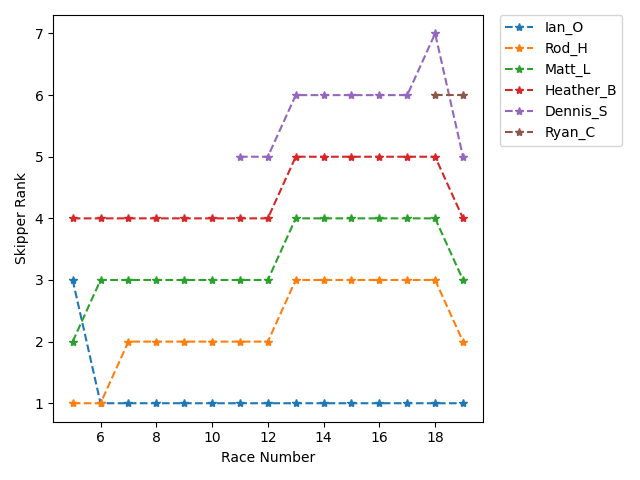 7
6
5
4
3
2
1
Skipper Rank
6 8 10 12 14 16 18
Race Number
Ian_O
Rod_H
Matt_L
Heather_B
Dennis_S
Ryan_C